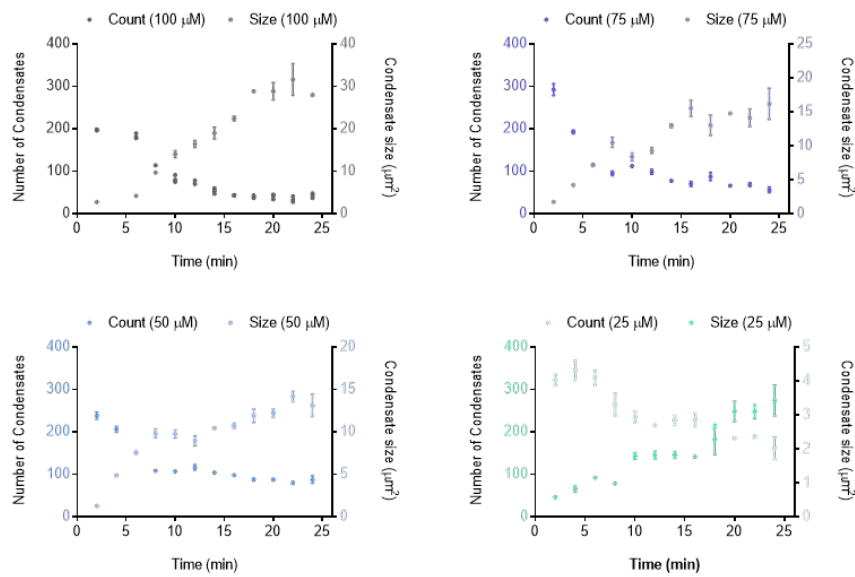 Count (100 μM) Size (100 μM)
Number of Condensates
400
300
200
100
0
40
30
20
10
0
Condensate size (μm²)
0 5 10 15 20 25
Time (min)
Count (75 μM) Size (75 μM)
Number of Condensates
400
300
200
100
0
25
20
15
10
5
0
Condensate size (μm²)
0 5 10 15 20 25
Time (min)
Count (50 μM) Size (50 μM)
Number of Condensates
400
300
200
100
0
20
15
10
5
0
Condensate size (μm²)
0 5 10 15 20 25
Time (min)
Count (25 μM) Size (25 μM)
Number of Condensates
400
300
200
100
0
5
4
3
2
1
0
Condensate size (μm²)
0 5 10 15 20 25
Time (min)